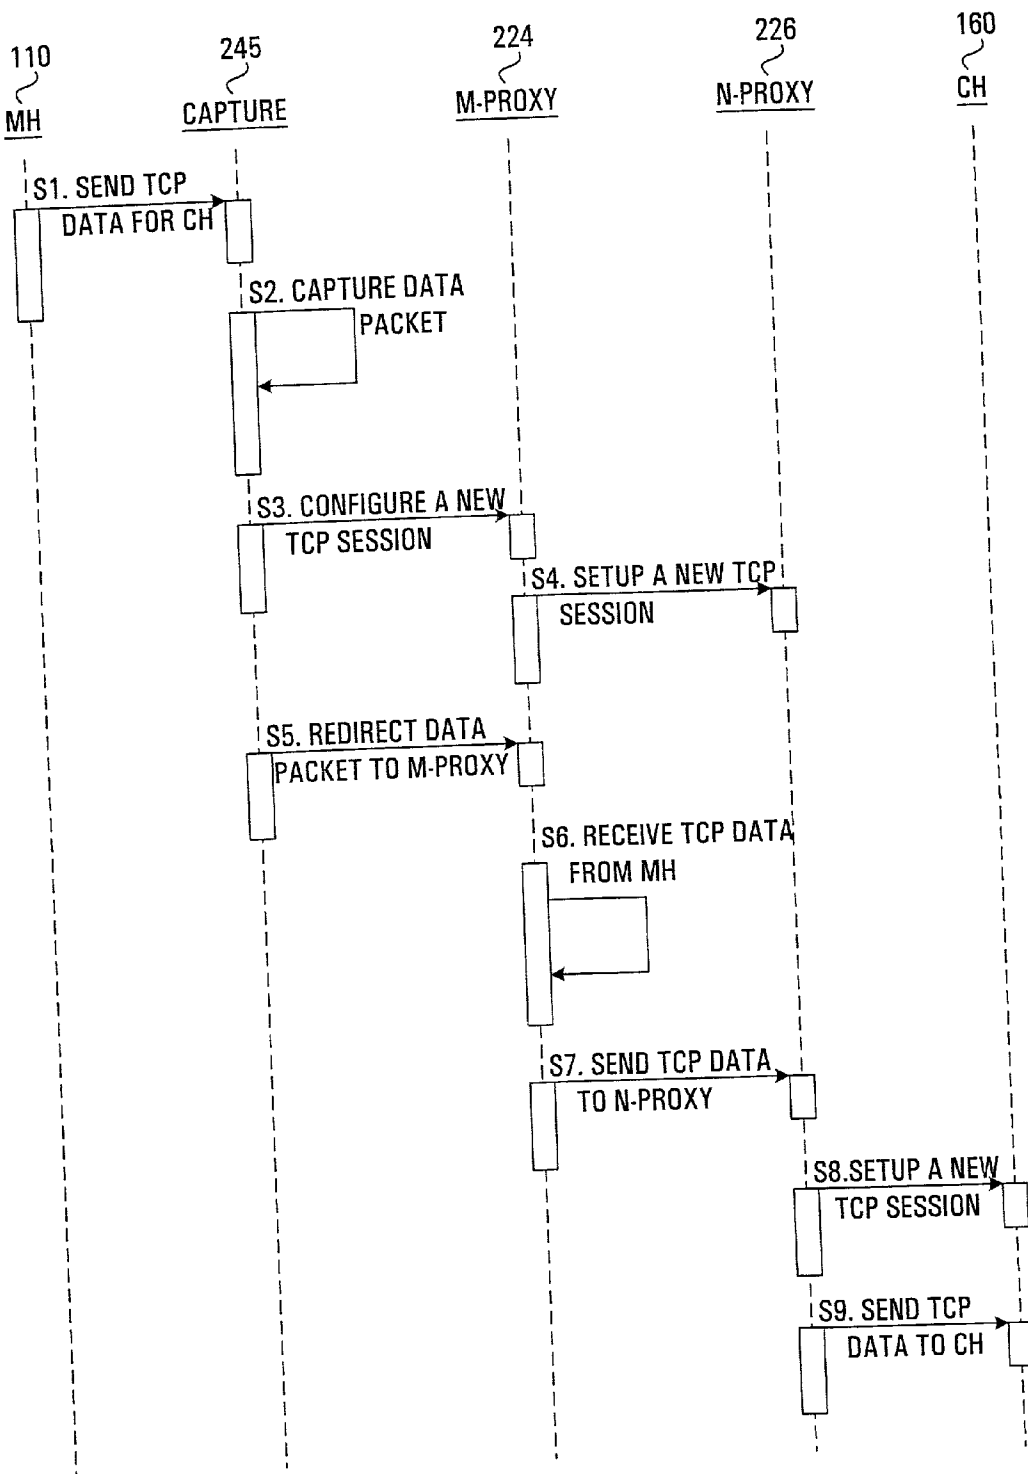 110
245
224
226
160
MH
CAPTURE
M-PROXY
N-PROXY
CH
S1. SEND TCP
DATA FOR CH
S2. CAPTURE DATA
PACKET
S3. CONFIGURE A NEW
TCP SESSION
S4. SETUP A NEW TCP
SESSION
S5. REDIRECT DATA
PACKET TO M-PROXY
S6. RECEIVE TCP DATA
FROM MH
S7. SEND TCP DATA
TO N-PROXY
S8.SETUP A NEW
TCP SESSION
S9. SEND TCP
DATA TO CH